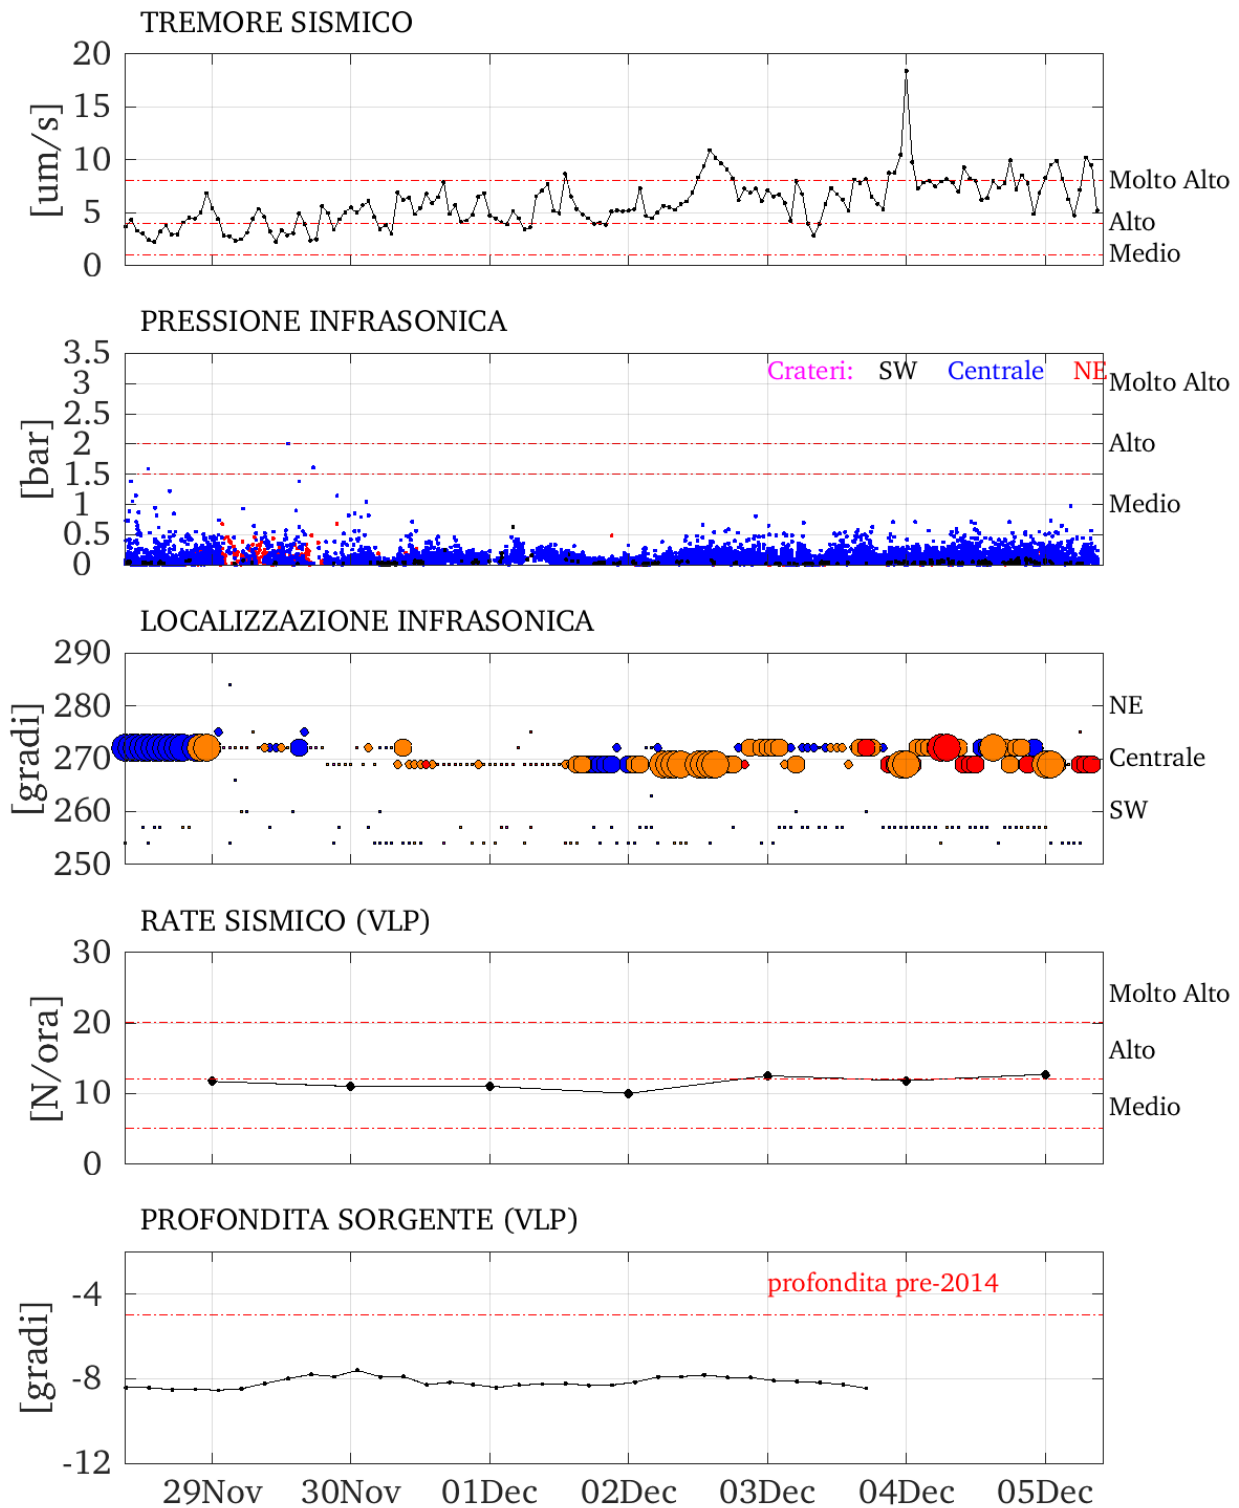 TREMORE SISMICO
20
15
10
5
0
[um/s]
Molto Alto
Alto
Medio
PRESSIONE INFRASONICA
3.5
3
2.5
2
1.5
1
0.5
0
[bar]
Crateri: SW Centrale NE
Molto Alto
Alto
Medio
LOCALIZZAZIONE INFRASONICA
290
280
270
260
250
[gradi]
NE
Centrale
SW
RATE SISMICO (VLP)
30
20
10
0
[N/ora]
Molto Alto
Alto
Medio
PROFONDITA SORGENTE (VLP)
-4
-8
-12
[gradi]
profondita pre-2014
29Nov 30Nov 01Dec 02Dec 03Dec 04Dec 05Dec